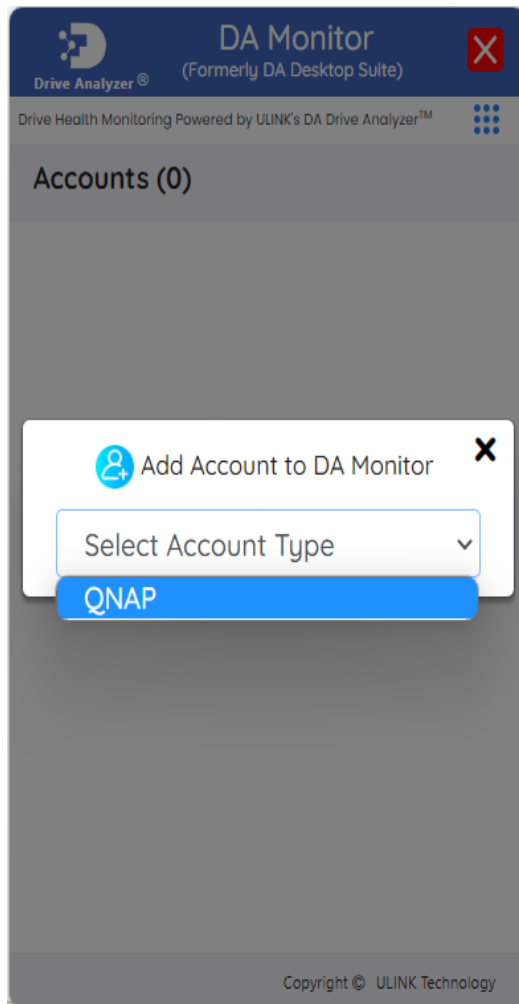 DA Monitor
(Formerly DA Desktop Suite)
Drive Analyzer ®
Drive Health Monitoring Powered by ULINK's DA Drive Analyzer™
Accounts (0)
Add Account to DA Monitor
Select Account Type
QNAP
Copyright © ULINK Technology